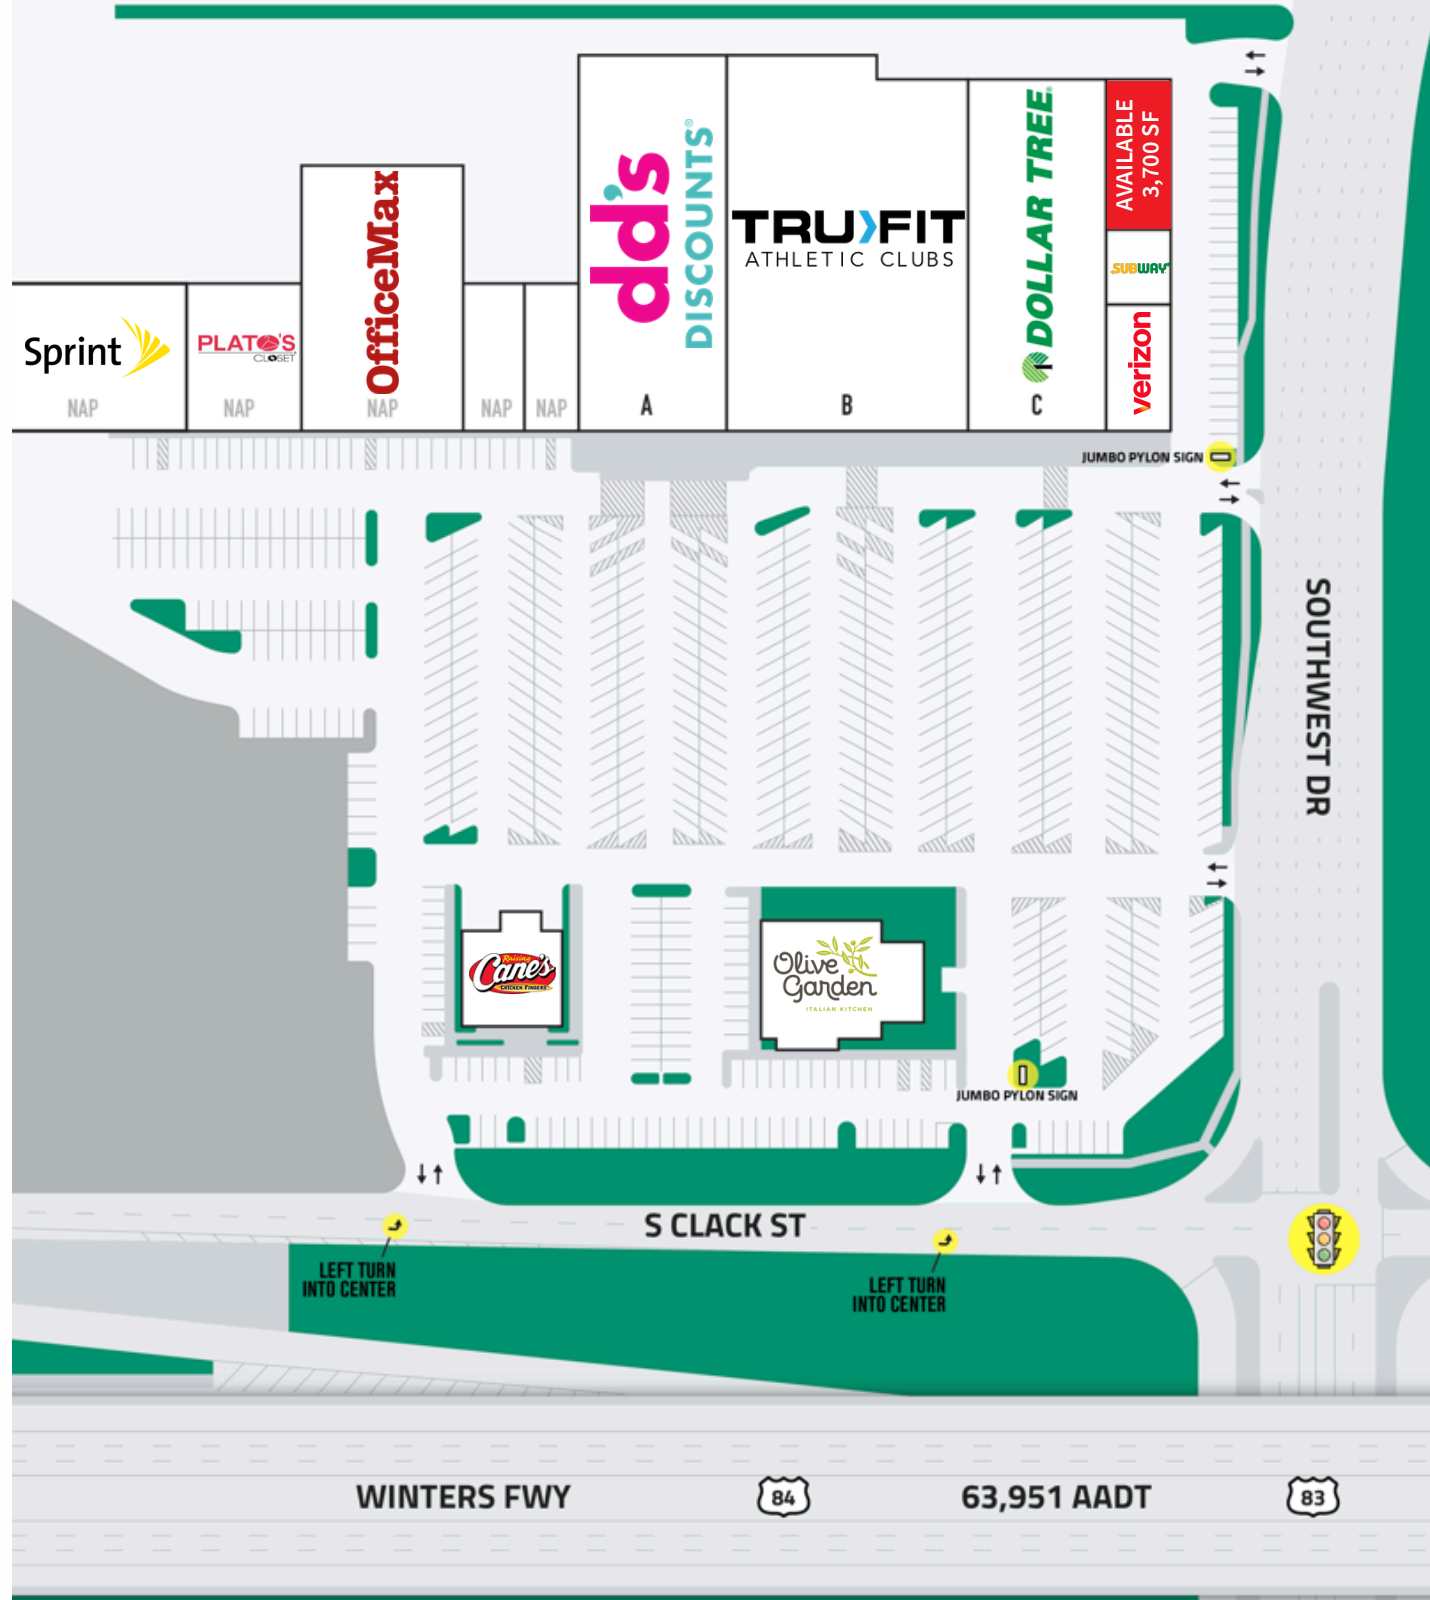 AVAILABLE
3,700 SF
dd's
DISCOUNTS®
TRU FIT
ATHLETIC CLUBS
DOLLAR TREE
OfficeMax
SUBWAY
Sprint
PLATO'S
CLOSET
verizon
NAP
NAP
NAP
NAP
NAP
A
B
C
JUMBO PYLON SIGN
SOUTHWEST DR
Raising
Cane's
CHICKEN FINGERS
Olive
Garden
ITALIAN KITCHEN
JUMBO PYLON SIGN
S CLACK ST
LEFT TURN
INTO CENTER
LEFT TURN
INTO CENTER
WINTERS FWY
84
63,951 AADT
83